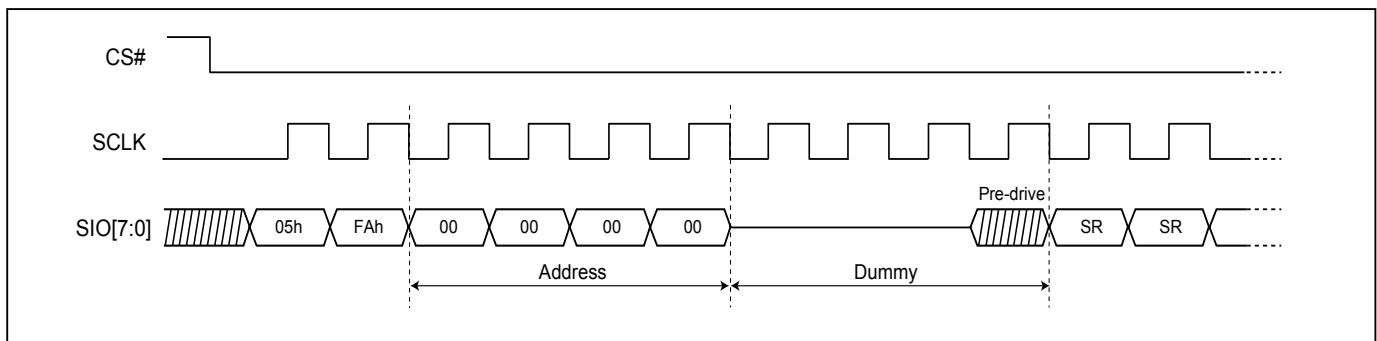 CS#
SCLK
Pre-drive
SIO[7:0] 05h FAh 00 00 00 00 SR SR
Address Dummy